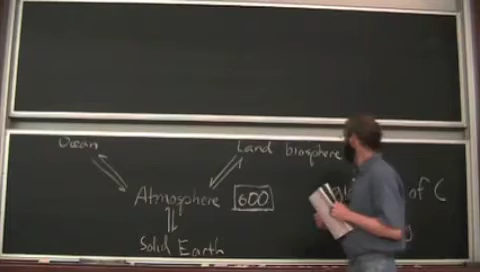 Ocean
Land biosphere
Atmosphere 600
of C
Solid Earth